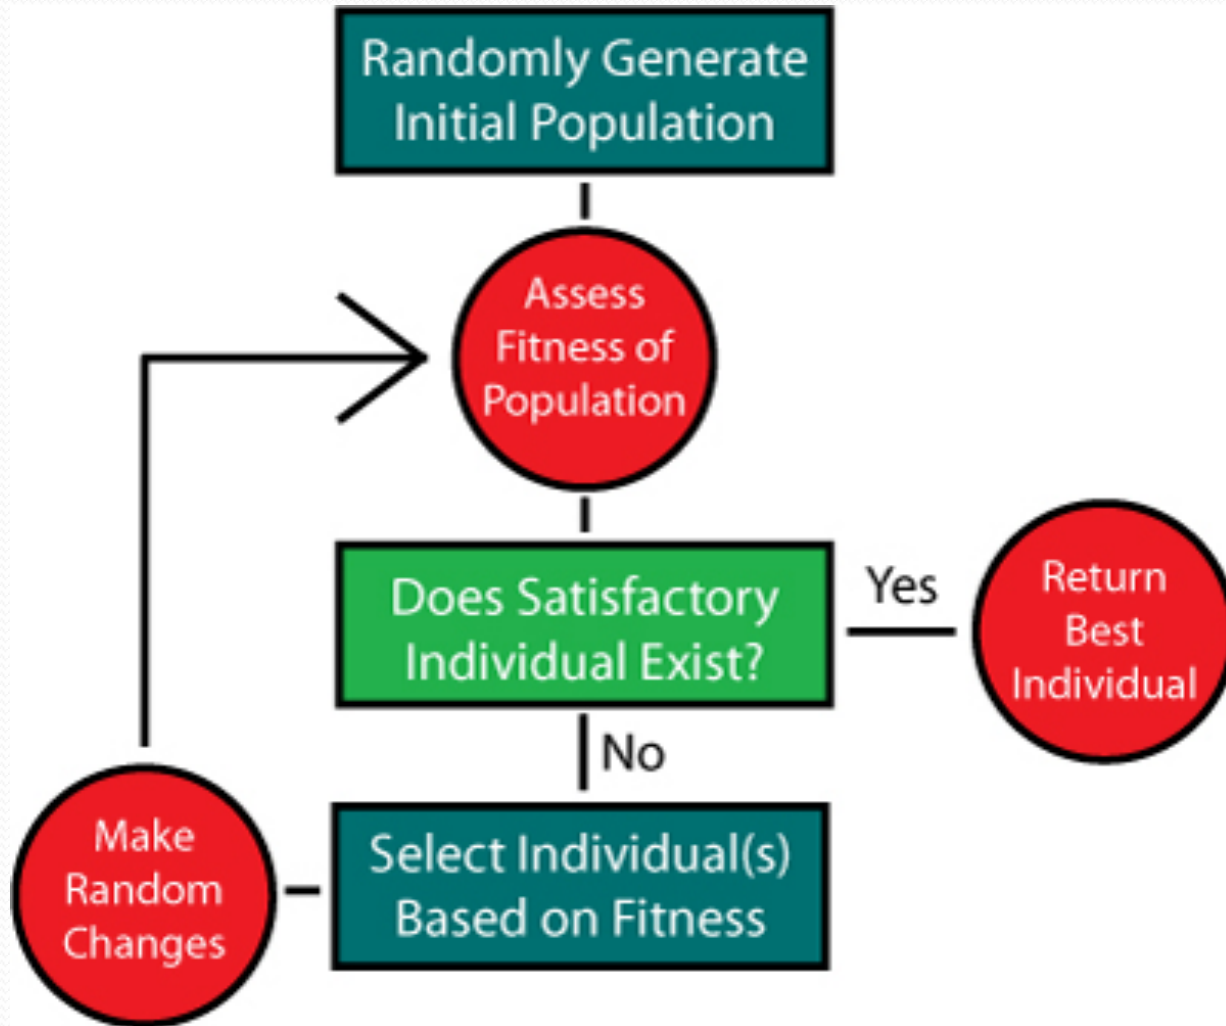 Randomly Generate
Initial Population
Assess
Fitness of
Population
Does Satisfactory
Individual Exist?
Yes
Return
Best
Individual
No
Select Individual(s)
Based on Fitness
Make
Random
Changes